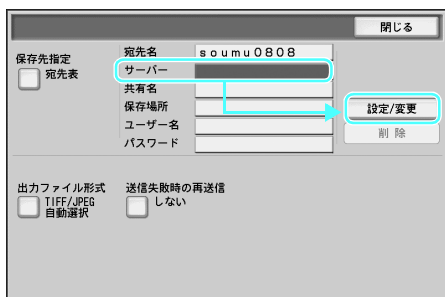 閉じる
保存先指定
宛先表
宛先名 soumu0808
サーバー
共有名
保存場所
ユーザー名
パスワード
設定/変更
削除
出力ファイル形式
TIFF/JPEG
自動選択
送信失敗時の再送信
しない